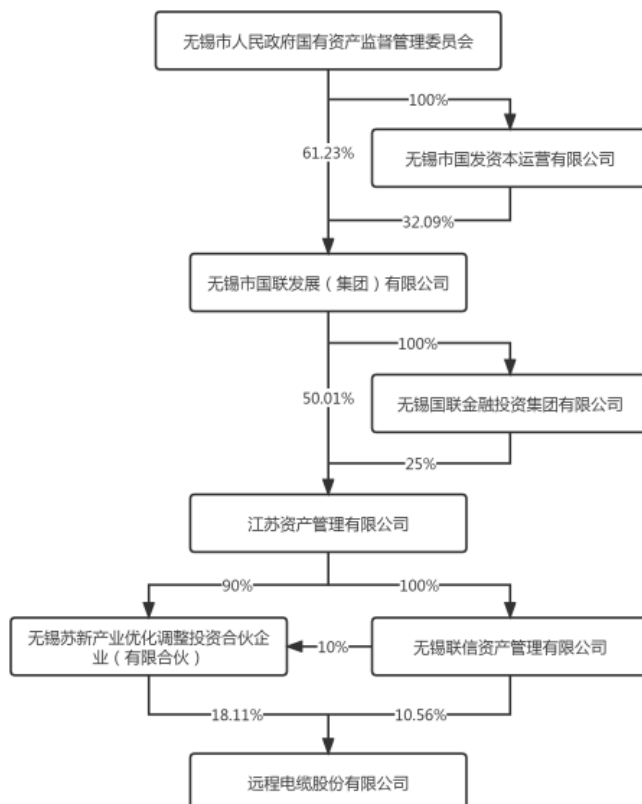 无锡市人民政府国有资产监督管理委员会
100%
61.23%
无锡市国发资本运营有限公司
32.09%
无锡市国联发展（集团）有限公司
100%
50.01%
无锡国联金融投资集团有限公司
25%
江苏资产管理有限公司
90%
100%
无锡苏新产业优化调整投资合伙企
业（有限合伙）
10%
无锡联信资产管理有限公司
18.11%
10.56%
远程电缆股份有限公司